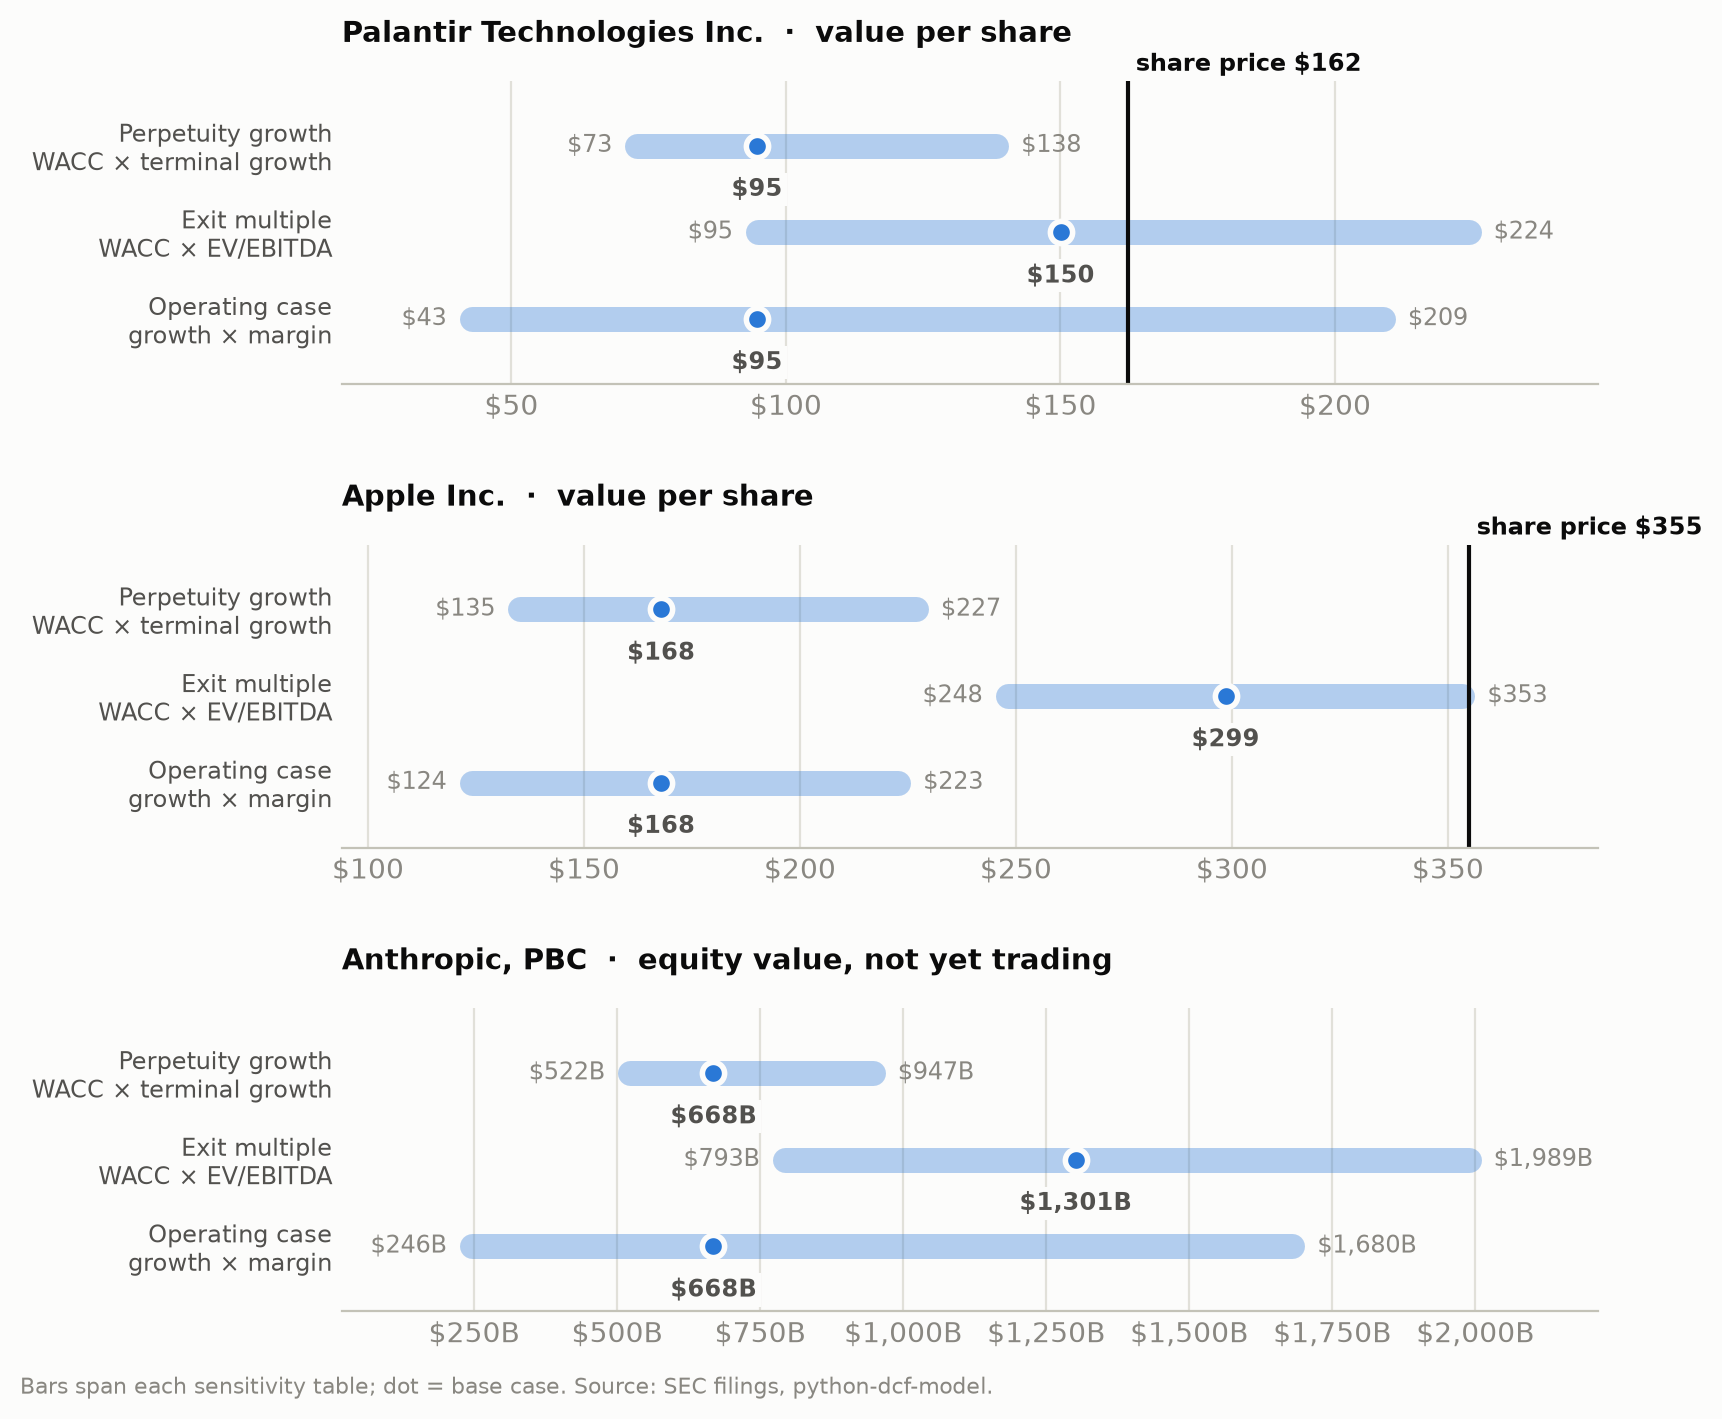 Palantir Technologies Inc. · value per share
share price $162
Perpetuity growth
WACC × terminal growth
$73
$138
$95
Exit multiple
WACC × EV/EBITDA
$95
$224
$150
Operating case
growth × margin
$43
$209
$95
$50 $100 $150 $200
Apple Inc. · value per share
share price $355
Perpetuity growth
WACC × terminal growth
$135
$227
$168
Exit multiple
WACC × EV/EBITDA
$248
$353
$299
Operating case
growth × margin
$124
$223
$168
$100 $150 $200 $250 $300 $350
Anthropic, PBC · equity value, not yet trading
Perpetuity growth
WACC × terminal growth
$522B
$947B
$668B
Exit multiple
WACC × EV/EBITDA
$793B
$1,989B
$1,301B
Operating case
growth × margin
$246B
$1,680B
$668B
$250B $500B $750B $1,000B $1,250B $1,500B $1,750B $2,000B
Bars span each sensitivity table; dot = base case. Source: SEC filings, python-dcf-model.